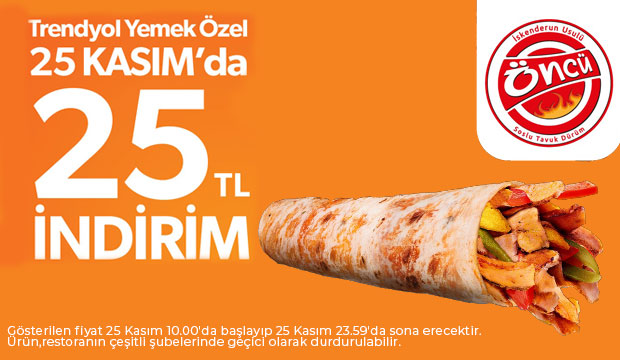 Trendyol Yemek Özel
25 KASIM'da
25 TL
İNDİRİM
İskenderun Usulü
öncü
Soslu Tavuk Dürüm
Gösterilen fiyat 25 Kasım 10.00'da başlayıp 25 Kasım 23.59'da sona erecektir.
Ürün,restoranın çeşitli şubelerinde geçici olarak durdurulabilir.